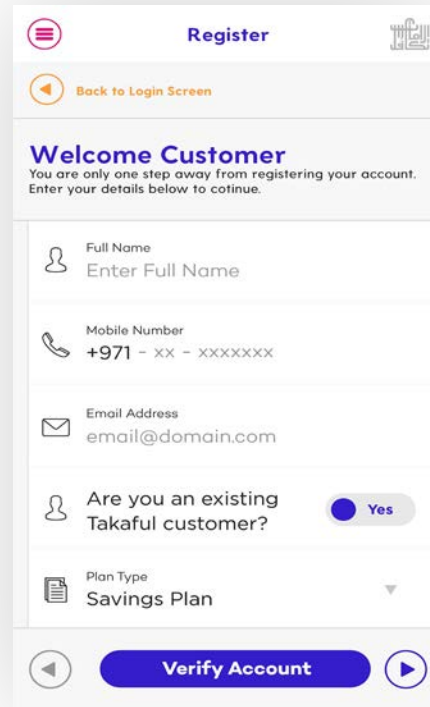 Register
Back to Login Screen
Welcome Customer
You are only one step away from registering your account.
Enter your details below to cotinue.
Full Name
Enter Full Name
Mobile Number
+971 - xx - xxxxxxx
Email Address
email@domain.com
Are you an existing
Takaful customer?
Yes
Plan Type
Savings Plan
Verify Account